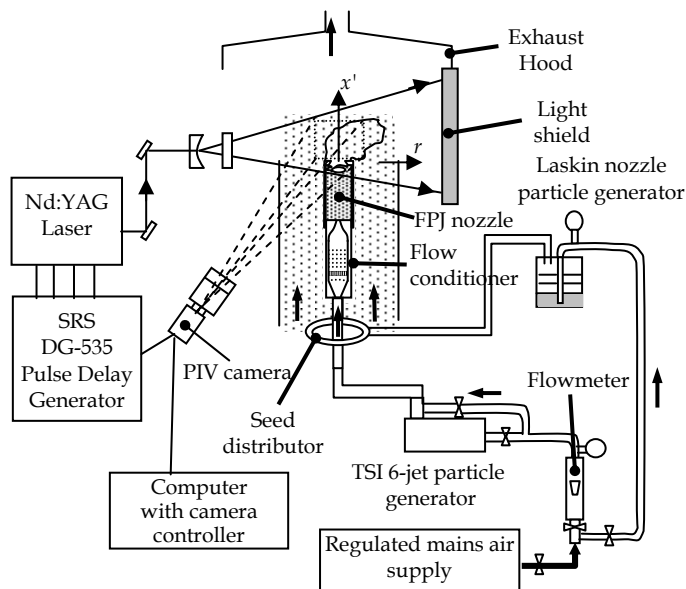 Exhaust
Hood
x'
Light
shield
r
Laskin nozzle
particle generator
Nd:YAG
Laser
FPJ nozzle
Flow
conditioner
SRS
DG-535
Pulse Delay
Generator
PIV camera
Flowmeter
Seed
distributor
TSI 6-jet particle
generator
Computer
with camera
controller
Regulated mains air
supply